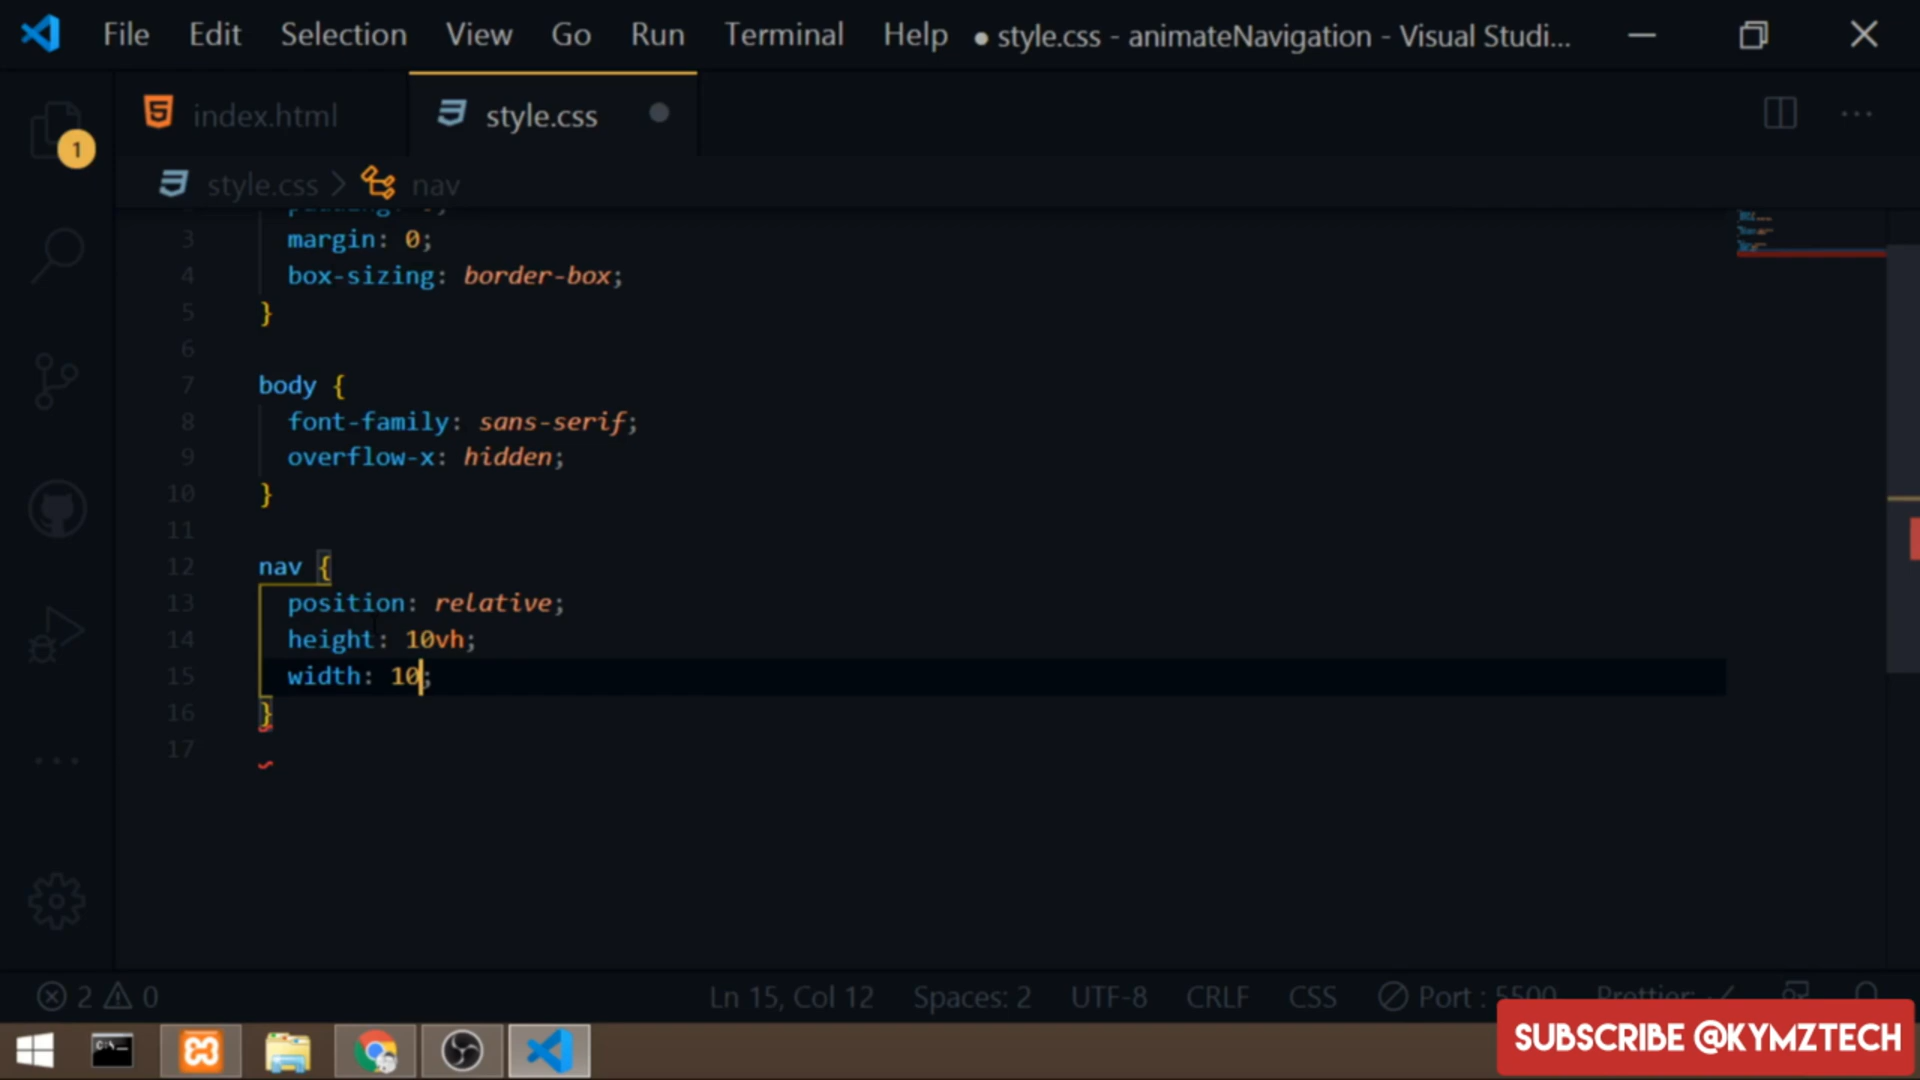 File Edit Selection View Go Run Terminal Help ● style.css - animateNavigation - Visual Studi...
index.html style.css
1
style.css > nav
3 margin: 0;
4 box-sizing: border-box;
5 }
6
7 body {
8 font-family: sans-serif;
9 overflow-x: hidden;
10 }
11
12 nav {
13 position: relative;
14 height: 10vh;
15 width: 10;
16 }
17
2 0 Ln 15, Col 12 Spaces: 2 UTF-8 CRLF CSS Port : 5500 Prettier: ✓
SUBSCRIBE @KYMZTECH